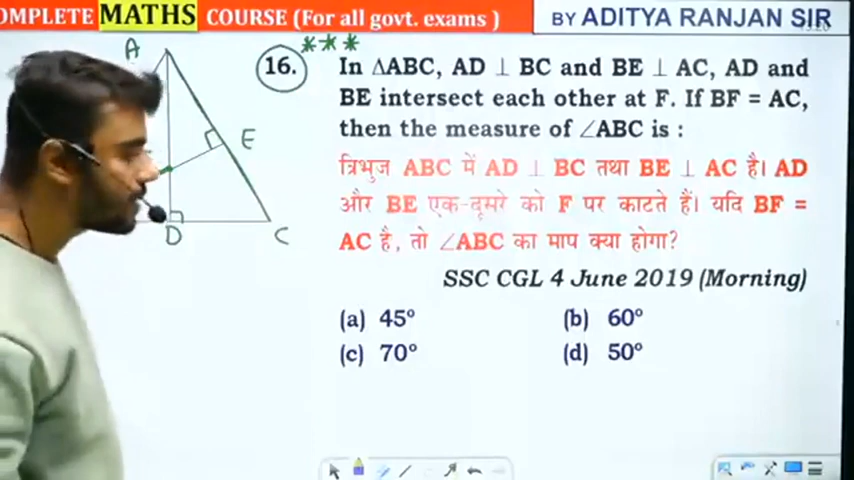 OMPLETE MATHS COURSE (For all govt. exams ) BY ADITYA RANJAN SIR
16. In ∆ABC, AD ⊥ BC and BE ⊥ AC, AD and
BE intersect each other at F. If BF = AC,
then the measure of ∠ABC is :
त्रिभुज ABC में AD ⊥ BC तथा BE ⊥ AC है। AD
और BE एक-दूसरे को F पर काटते हैं। यदि BF =
AC है, तो ∠ABC का माप क्या होगा?
SSC CGL 4 June 2019 (Morning)
(a) 45° (b) 60°
(c) 70° (d) 50°
A
E
D C